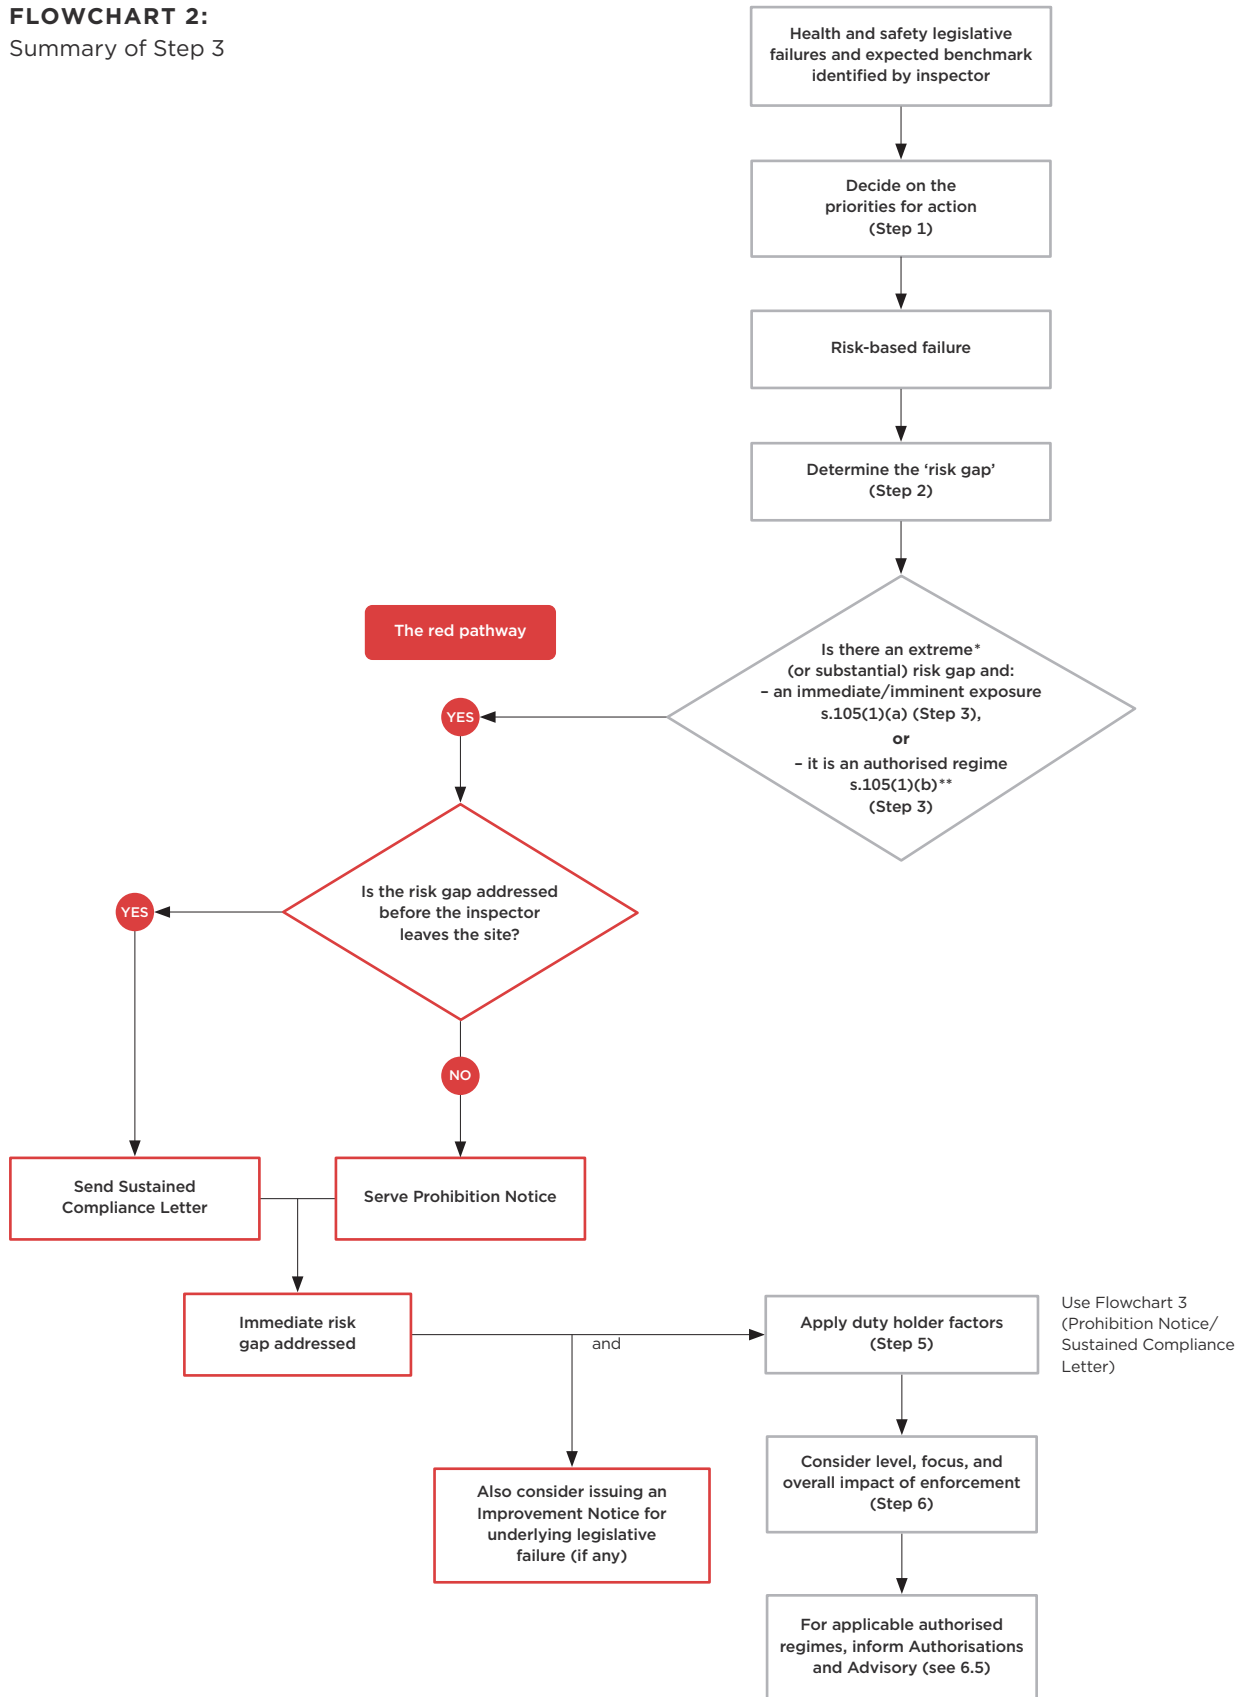 FLOWCHART 2:
Summary of Step 3
Health and safety legislative
failures and expected benchmark
identified by inspector
Decide on the
priorities for action
(Step 1)
Risk-based failure
Determine the ‘risk gap’
(Step 2)
The red pathway
Is there an extreme*
(or substantial) risk gap and:
– an immediate/imminent exposure
s.105(1)(a) (Step 3),
or
– it is an authorised regime
s.105(1)(b)**
(Step 3)
YES
Is the risk gap addressed
before the inspector
leaves the site?
YES
NO
Send Sustained
Compliance Letter
Serve Prohibition Notice
Immediate risk
gap addressed
and
Apply duty holder factors
(Step 5)
Use Flowchart 3
(Prohibition Notice/
Sustained Compliance
Letter)
Also consider issuing an
Improvement Notice for
underlying legislative
failure (if any)
Consider level, focus, and
overall impact of enforcement
(Step 6)
For applicable authorised
regimes, inform Authorisations
and Advisory (see 6.5)